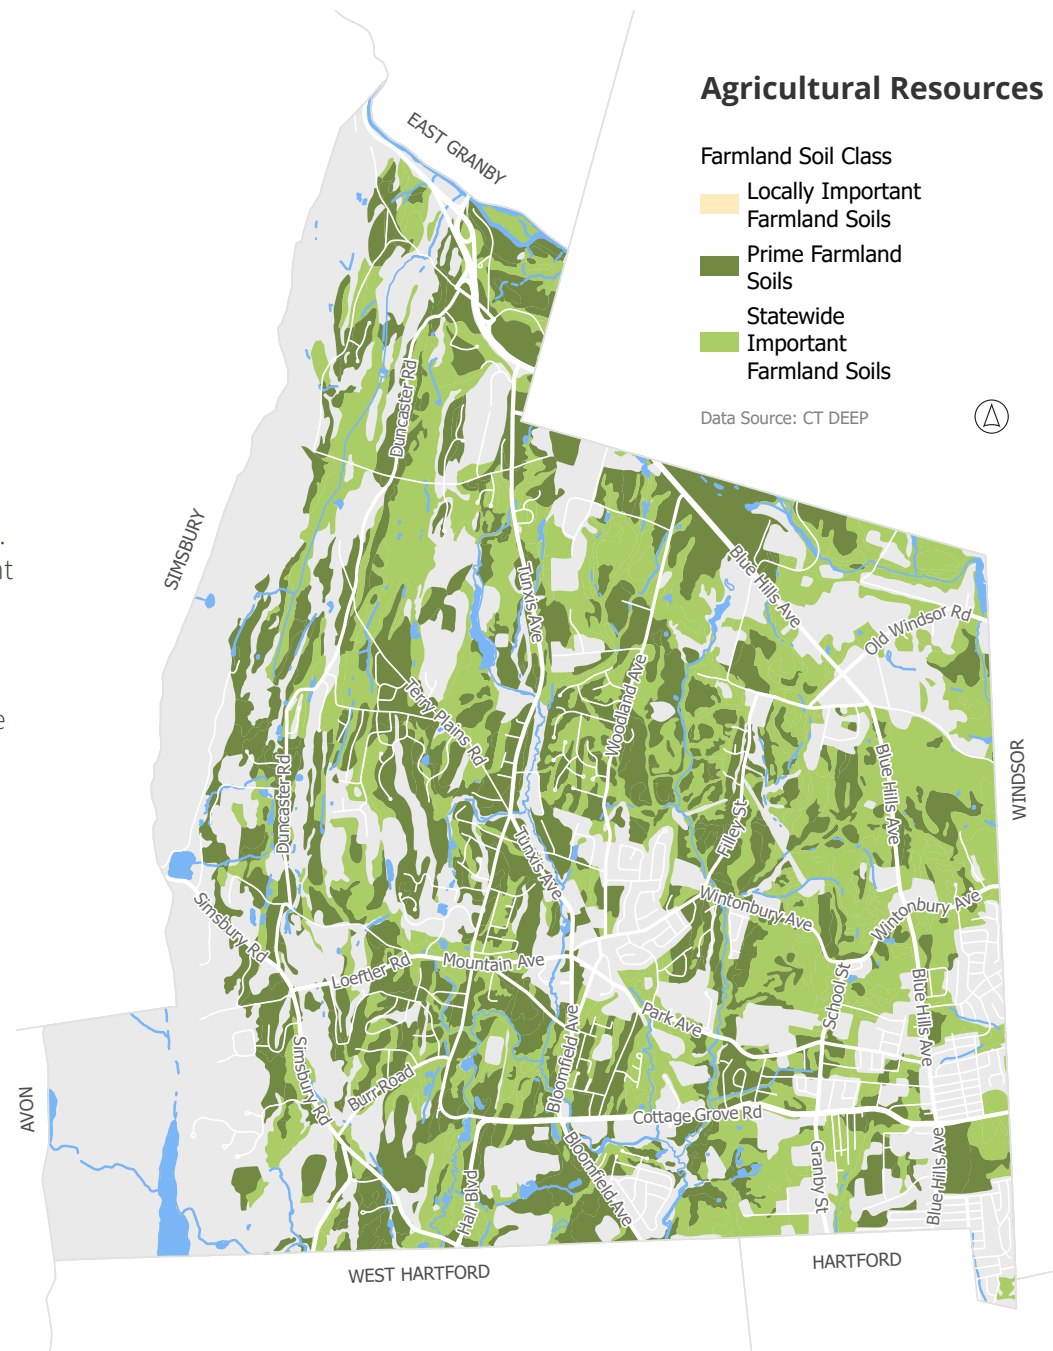 Agricultural Resources
Farmland Soil Class
Locally Important
Farmland Soils
Prime Farmland
Soils
Statewide
Important
Farmland Soils
Data Source: CT DEEP
EAST GRANBY
SIMSBURY
.
nt
e
WINDSOR
AVON
WEST HARTFORD
HARTFORD
Duncaster Rd
Tunxis Ave
Blue Hills Ave
Old Windsor Rd
Woodland Ave
Terry Plains Rd
Duncaster Rd
Blue Hills Ave
Filley St
Tunxis Ave
Simsbury Rd
Wintonbury Ave
Wintonbury Ave
Loeffler Rd
Mountain Ave
School St
Blue Hills Ave
Park Ave
Bloomfield Ave
Simsbury Rd
Burr Road
Cottage Grove Rd
Bloomfield Ave
Hall Blvd
Granby St
Blue Hills Ave